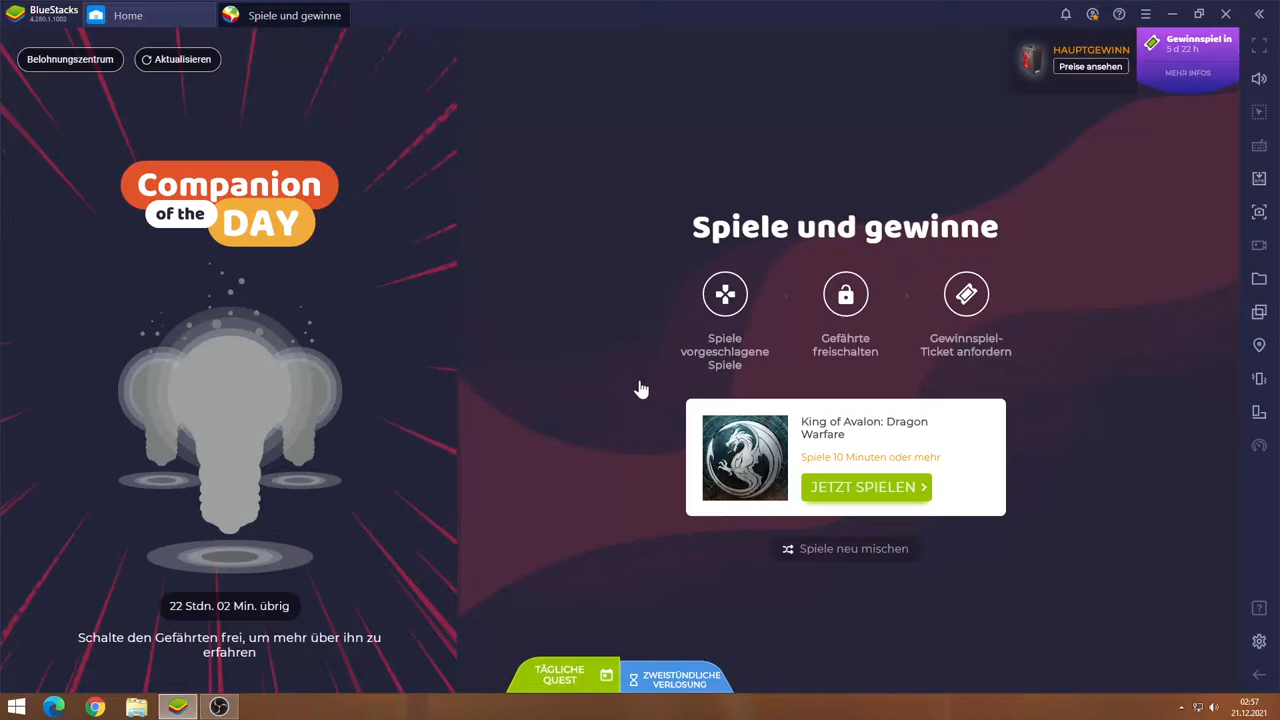 BlueStacks
4.280.1.1002
Home
Spiele und gewinne
Belohnungszentrum
Aktualisieren
HAUPTGEWINN
Preise ansehen
Gewinnspiel in
5 d 22 h
MEHR INFOS
Companion
of the
DAY
22 Stdn. 02 Min. übrig
Schalte den Gefährten frei, um mehr über ihn zu
erfahren
Spiele und gewinne
Spiele
vorgeschlagene
Spiele
Gefährte
freischalten
Gewinnspiel-
Ticket anfordern
King of Avalon: Dragon
Warfare
Spiele 10 Minuten oder mehr
JETZT SPIELEN
Spiele neu mischen
TÄGLICHE
QUEST
ZWEISTÜNDLICHE
VERLOSUNG
02:57
21.12.2021